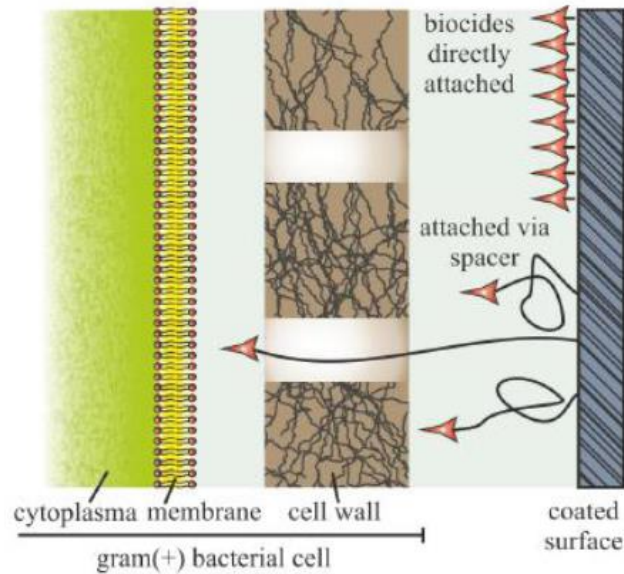 biocides
directly
attached
attached via
spacer
cytoplasma membrane cell wall
coated
surface
gram(+) bacterial cell